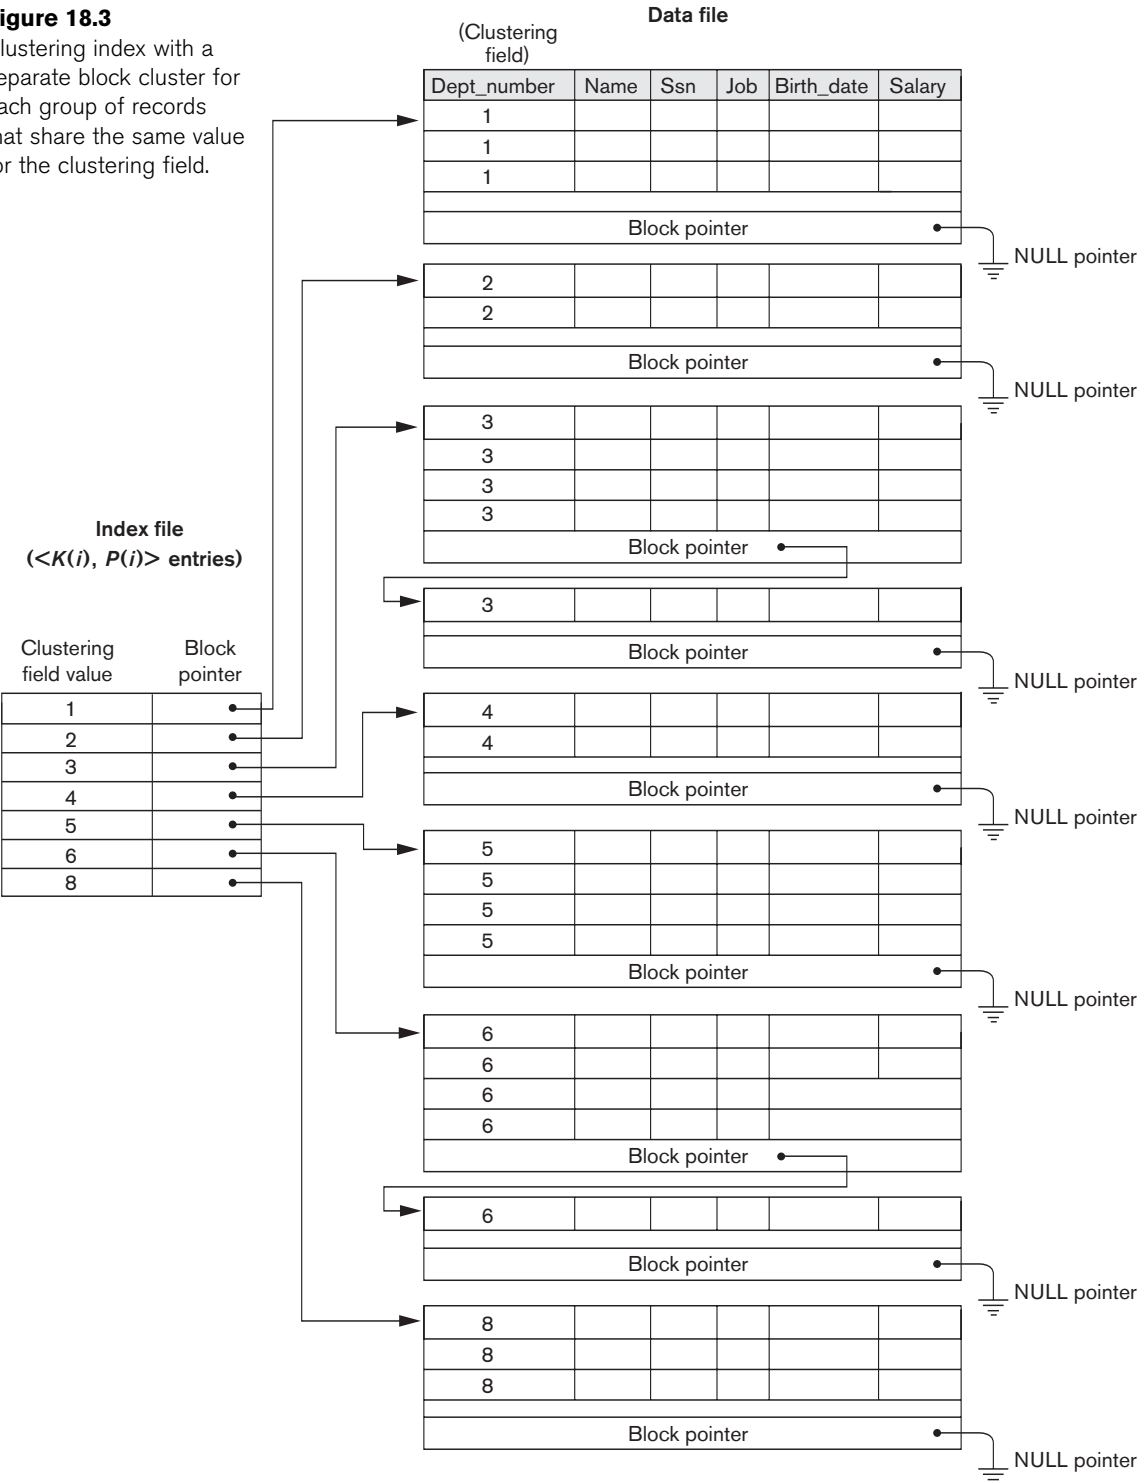 igure 18.3
lustering index with a
eparate block cluster for
ach group of records
hat share the same value
or the clustering field.
Data file
(Clustering
field)
Dept_number Name Ssn Job Birth_date Salary
1
1
1
Block pointer
NULL pointer
2
2
Block pointer
NULL pointer
3
3
3
3
Block pointer
3
Block pointer
NULL pointer
4
4
Block pointer
NULL pointer
5
5
5
5
Block pointer
NULL pointer
6
6
6
6
Block pointer
6
Block pointer
NULL pointer
8
8
8
Block pointer
NULL pointer
Index file
(<K(i), P(i)> entries)
Clustering
field value
Block
pointer
1
2
3
4
5
6
8